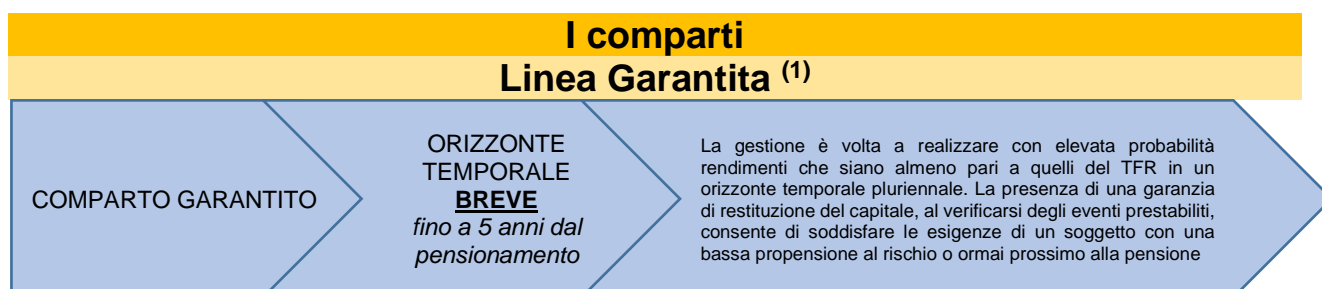 I comparti
Linea Garantita (1)
COMPARTO GARANTITO
ORIZZONTE
TEMPORALE
BREVE
fino a 5 anni dal
pensionamento
La gestione è volta a realizzare con elevata probabilità
rendimenti che siano almeno pari a quelli del TFR in un
orizzonte temporale pluriennale. La presenza di una garanzia
di restituzione del capitale, al verificarsi degli eventi prestabiliti,
consente di soddisfare le esigenze di un soggetto con una
bassa propensione al rischio o ormai prossimo alla pensione